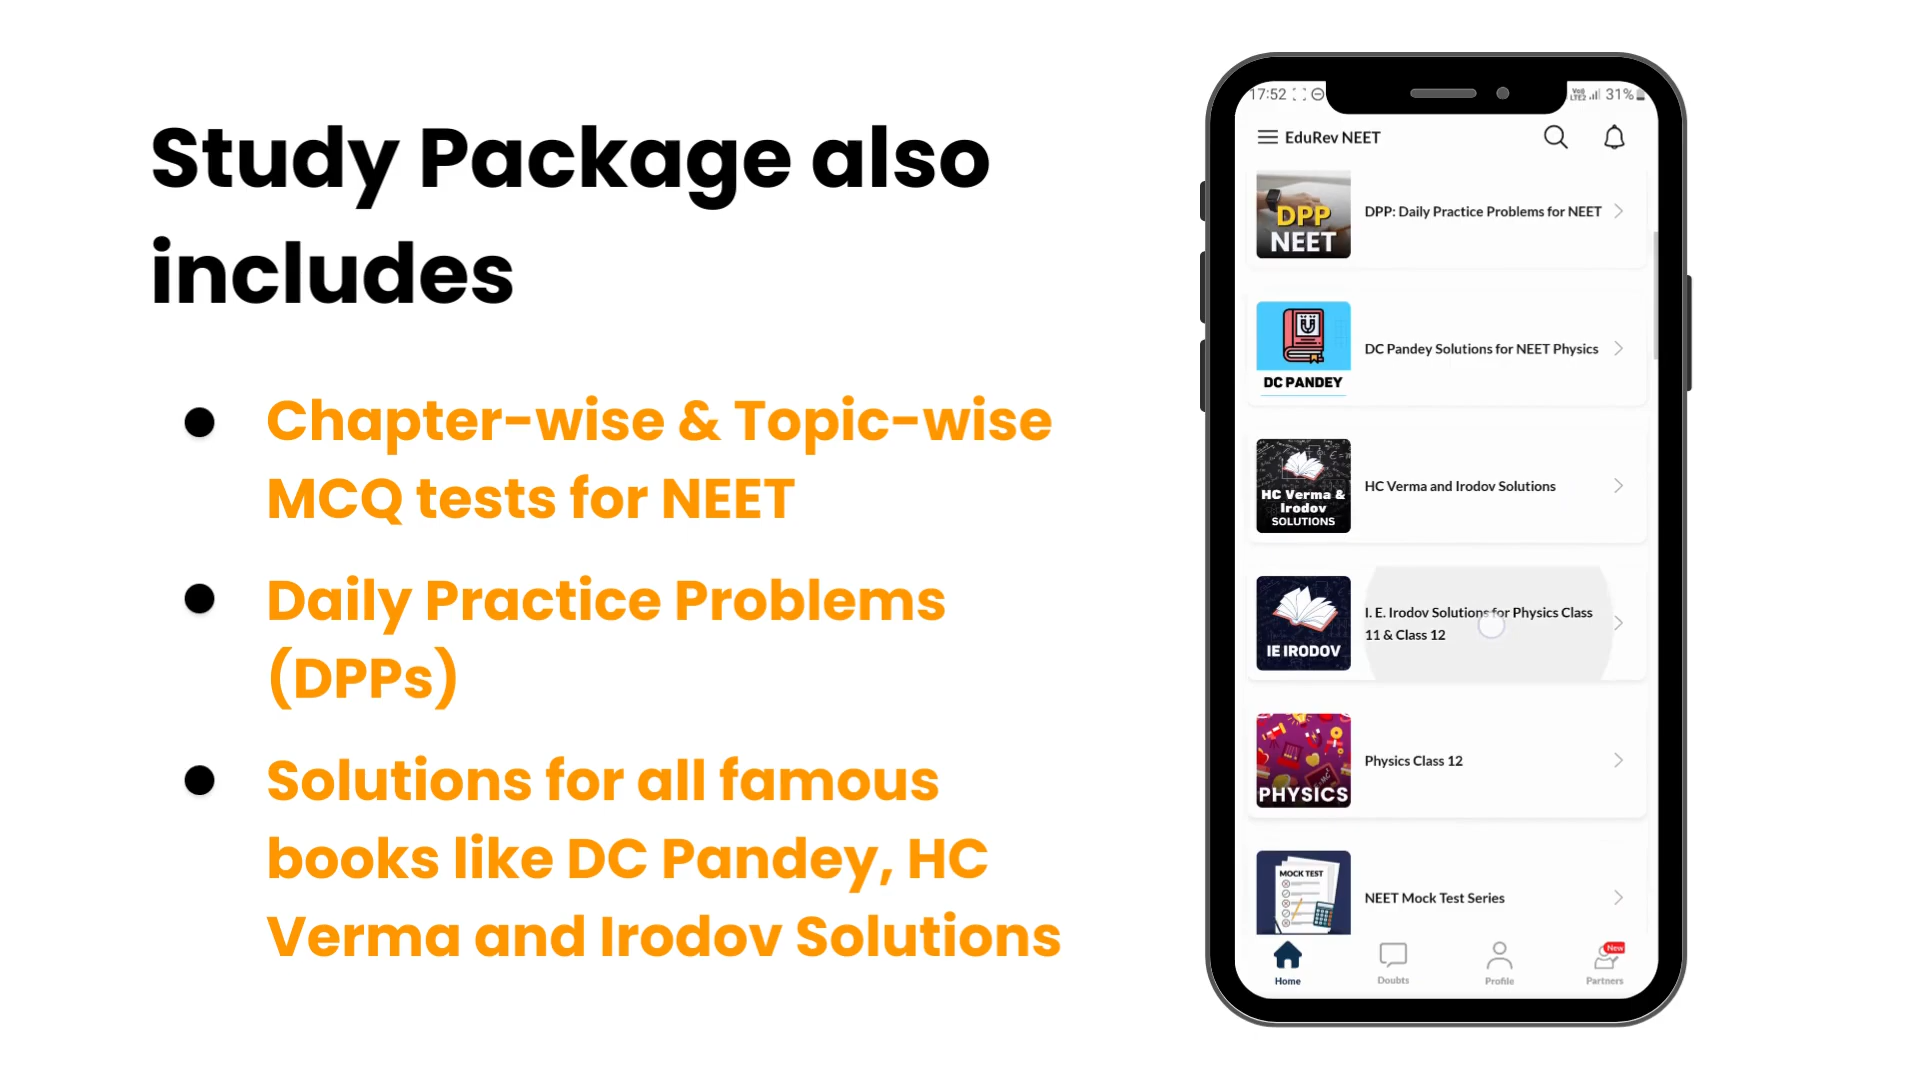 Study Package also
includes
Chapter-wise & Topic-wise
MCQ tests for NEET
Daily Practice Problems
(DPPs)
Solutions for all famous
books like DC Pandey, HC
Verma and Irodov Solutions
17:52
Vo))
LTE2
31%
EduRev NEET
DPP
NEET
DPP: Daily Practice Problems for NEET
DC PANDEY
DC Pandey Solutions for NEET Physics
HC Verma &
Irodov
SOLUTIONS
HC Verma and Irodov Solutions
IE IRODOV
I. E. Irodov Solutions for Physics Class
11 & Class 12
PHYSICS
Physics Class 12
MOCK TEST
NEET Mock Test Series
Home
Doubts
Profile
New
Partners